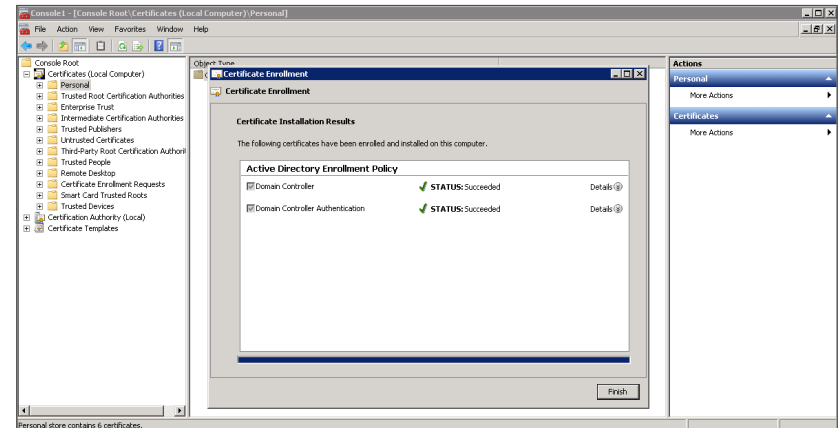 Console1 - [Console Root\Certificates (Local Computer)\Personal]
File Action View Favorites Window Help
Console Root
Certificates (Local Computer)
Personal
Trusted Root Certification Authorities
Enterprise Trust
Intermediate Certification Authorities
Trusted Publishers
Untrusted Certificates
Third-Party Root Certification Authorit
Trusted People
Remote Desktop
Certificate Enrollment Requests
Smart Card Trusted Roots
Trusted Devices
Certification Authority (Local)
Certificate Templates
Object Type
Certificate Enrollment
Certificate Enrollment
Certificate Installation Results
The following certificates have been enrolled and installed on this computer.
Active Directory Enrollment Policy
Domain Controller STATUS: Succeeded Details
Domain Controller Authentication STATUS: Succeeded Details
Finish
Actions
Personal
More Actions
Certificates
More Actions
Personal store contains 6 certificates.